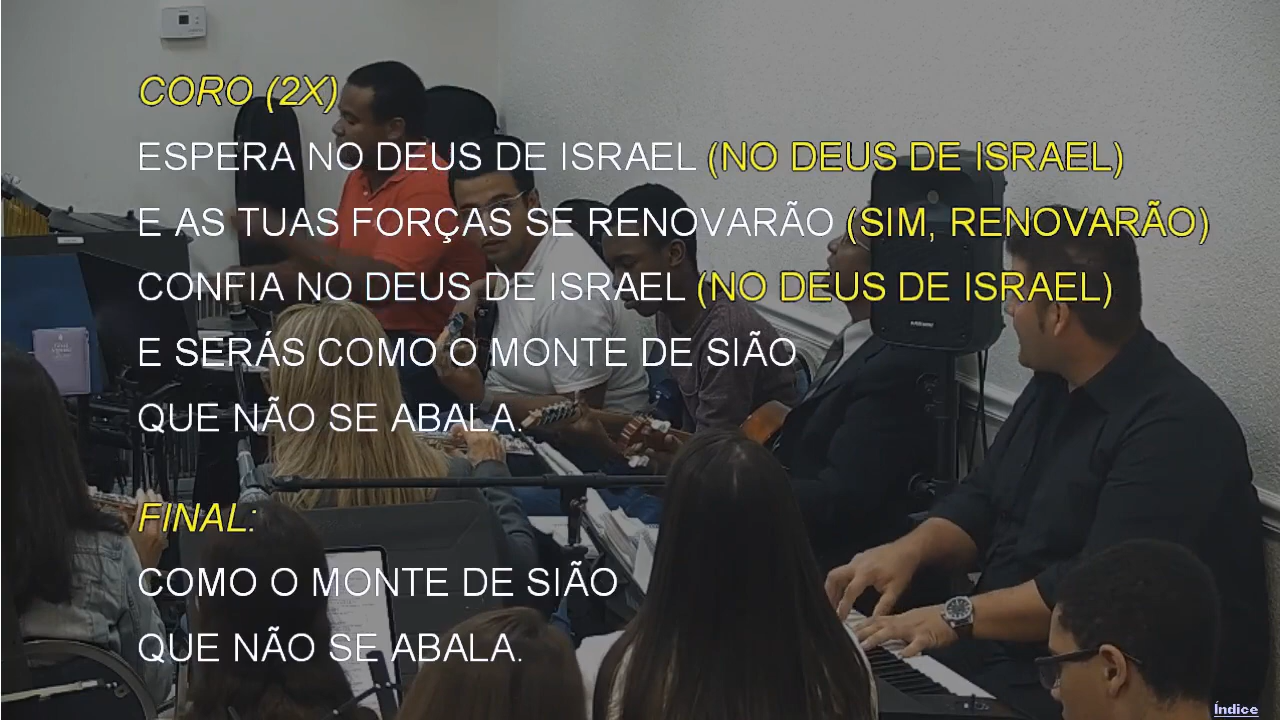 CORO (2X)
ESPERA NO DEUS DE ISRAEL (NO DEUS DE ISRAEL)
E AS TUAS FORÇAS SE RENOVARÃO (SIM, RENOVARÃO)
CONFIA NO DEUS DE ISRAEL (NO DEUS DE ISRAEL)
E SERÁS COMO O MONTE DE SIÃO
QUE NÃO SE ABALA.
FINAL:
COMO O MONTE DE SIÃO
QUE NÃO SE ABALA.
Índice